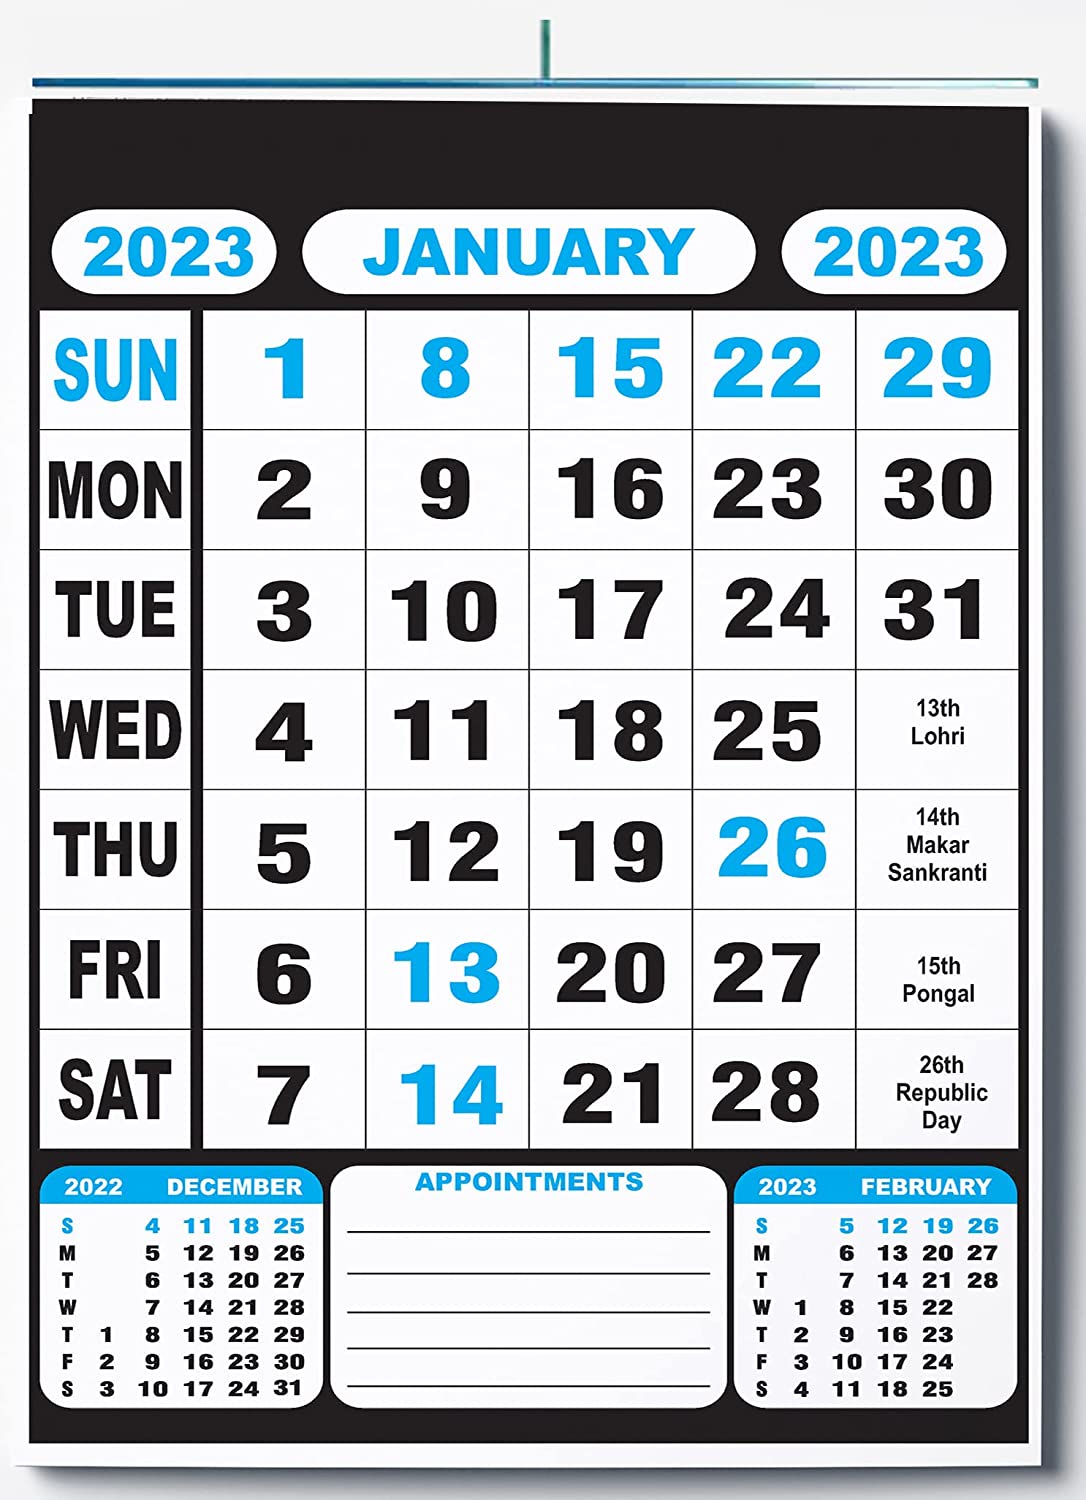 2023 JANUARY 2023
SUN 1 8 15 22 29
MON 2 9 16 23 30
TUE 3 10 17 24 31
WED 4 11 18 25 13th
Lohri
THU 5 12 19 26 14th
Makar
Sankranti
FRI 6 13 20 27 15th
Pongal
SAT 7 14 21 28 26th
Republic
Day
2022 DECEMBER
S 4 11 18 25
M 5 12 19 26
T 6 13 20 27
W 7 14 21 28
T 1 8 15 22 29
F 2 9 16 23 30
S 3 10 17 24 31
APPOINTMENTS
2023 FEBRUARY
S 5 12 19 26
M 6 13 20 27
T 7 14 21 28
W 1 8 15 22
T 2 9 16 23
F 3 10 17 24
S 4 11 18 25